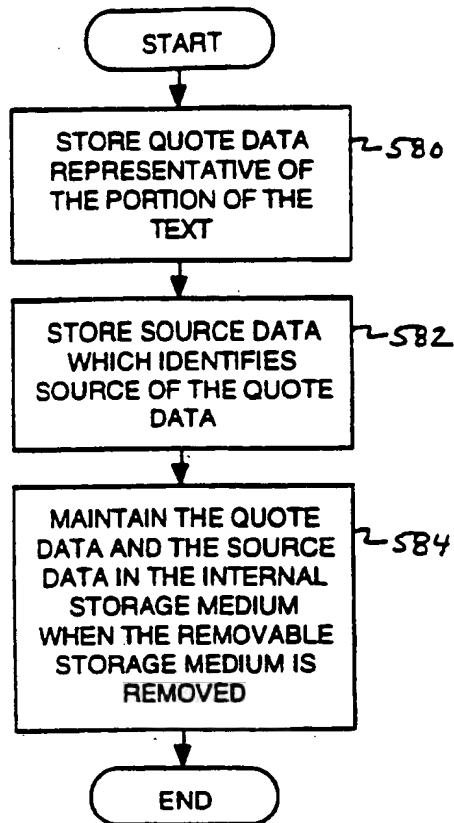 START
STORE QUOTE DATA
REPRESENTATIVE OF
THE PORTION OF THE
TEXT
580
STORE SOURCE DATA
WHICH IDENTIFIES
SOURCE OF THE QUOTE
DATA
582
MAINTAIN THE QUOTE
DATA AND THE SOURCE
DATA IN THE INTERNAL
STORAGE MEDIUM
WHEN THE REMOVABLE
STORAGE MEDIUM IS
REMOVED
584
END